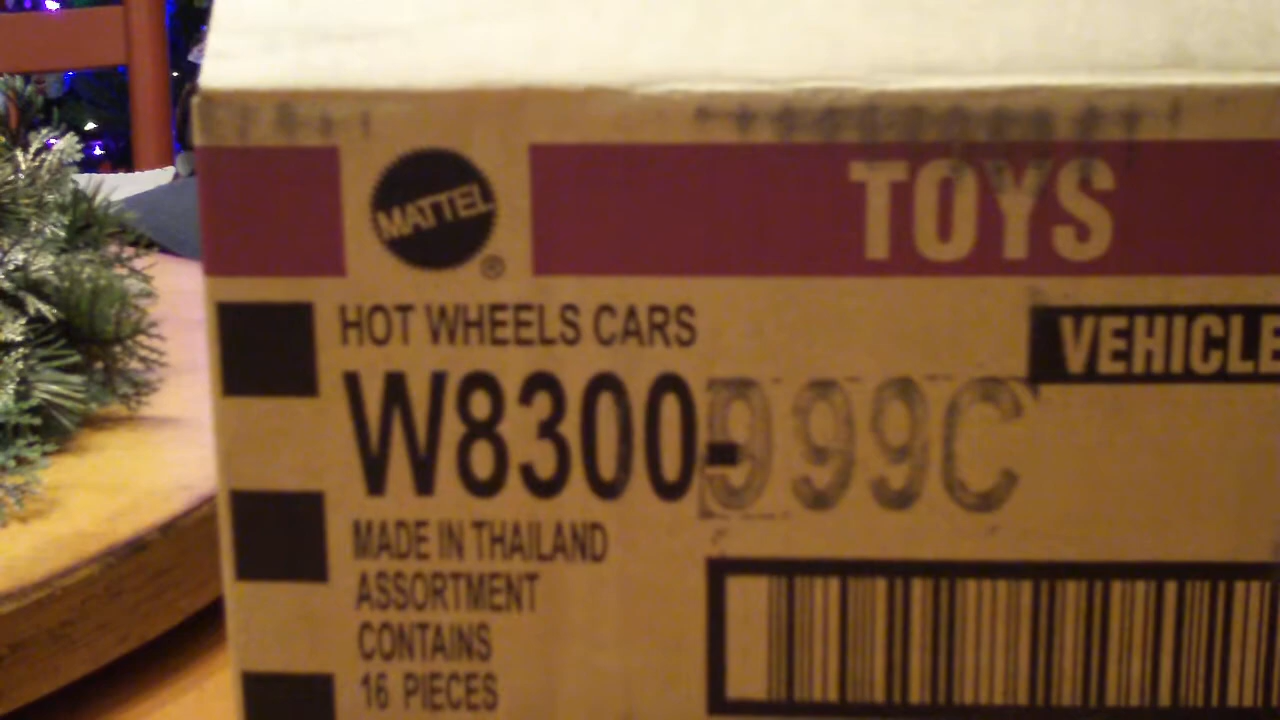 MATTEL
®
TOYS
HOT WHEELS CARS
VEHICLE
W8300-999C
MADE IN THAILAND
ASSORTMENT
CONTAINS
16 PIECES